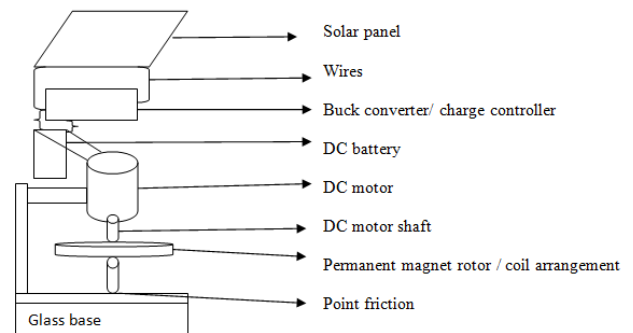 Solar panel
Wires
Buck converter/ charge controller
DC battery
DC motor
DC motor shaft
Permanent magnet rotor / coil arrangement
Point friction
Glass base